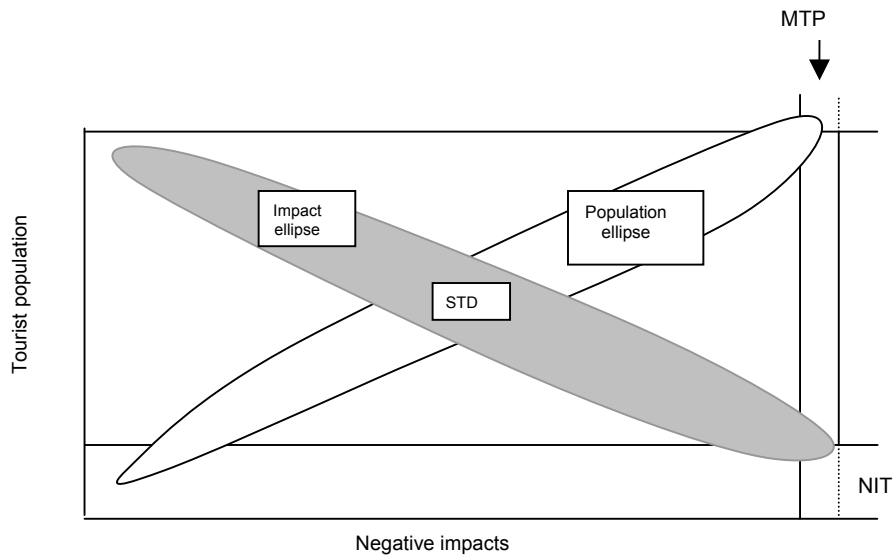 MTP
Impact
ellipse
Population
ellipse
STD
Tourist population
NIT
Negative impacts